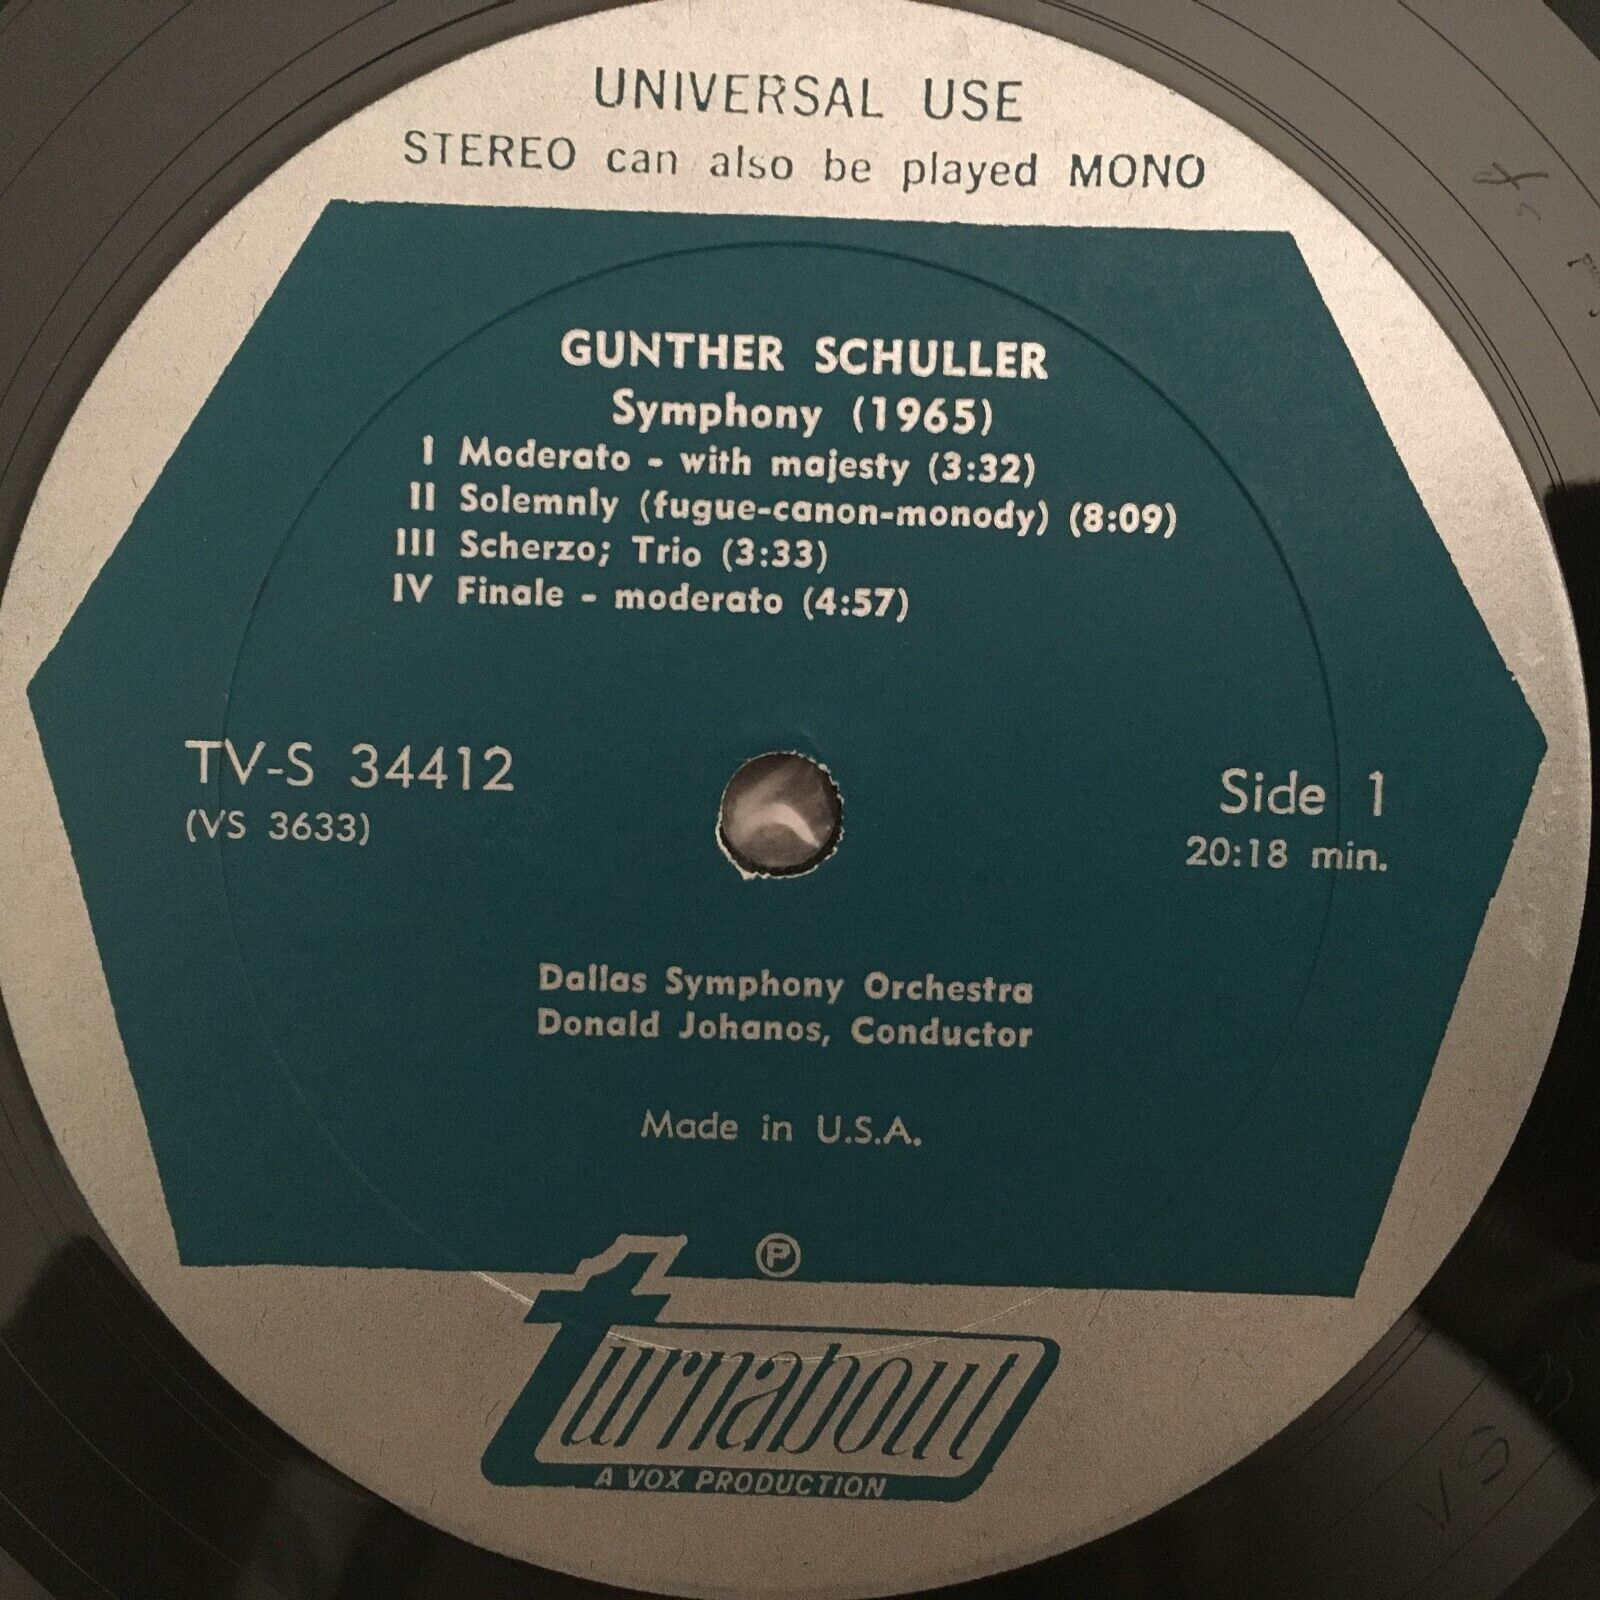 UNIVERSAL USE
STEREO can also be played MONO
GUNTHER SCHULLER
Symphony (1965)
I Moderato - with majesty (3:32)
II Solemnly (fugue-canon-monody) (8:09)
III Scherzo; Trio (3:33)
IV Finale - moderato (4:57)
TV-S 34412
(VS 3633)
Side 1
20:18 min.
Dallas Symphony Orchestra
Donald Johanos, Conductor
Made in U.S.A.
Ⓟ
turnabout
A VOX PRODUCTION